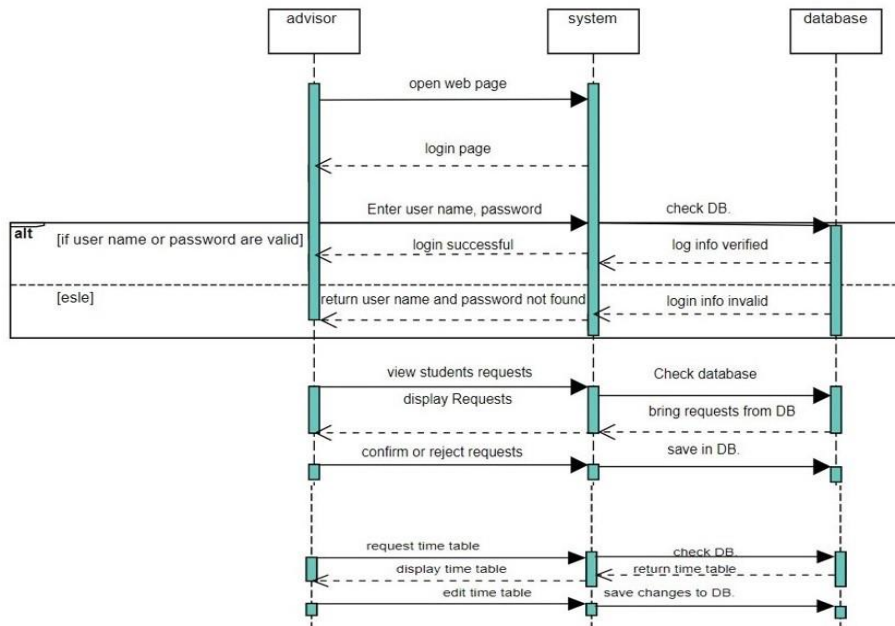 advisor
system
database
open web page
login page
Enter user name, password
check DB.
alt
[if user name or password are valid]
login successful
log info verified
[esle]
return user name and password not found
login info invalid
view students requests
Check database
display Requests
bring requests from DB
confirm or reject requests
save in DB.
request time table
check DB.
display time table
return time table
edit time table
save changes to DB.